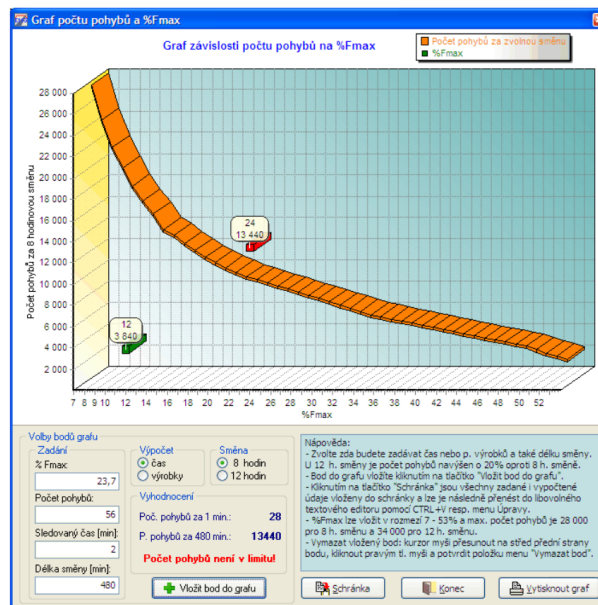 Graf počtu pohybů a %Fmax
Graf závislosti počtu pohybů na %Fmax
Počet pohybů za zvolnou směnu
%Fmax
Počet pohybů za 8 hodinovou směnu
28 000
26 000
24 000
22 000
20 000
18 000
16 000
14 000
12 000
10 000
8 000
6 000
4 000
2 000
24
13 440
12
3 840
7 8 9 10 12 14 16 18 20 22 24 26 28 30 32 34 36 38 40 42 44 46 48 50 52
%Fmax
Volby bodů grafu
Zadání
% Fmax:
23,7
Počet pohybů:
56
Sledovaný čas [min]:
2
Délka směny [min]:
480
Výpočet
čas
výrobky
Směna
8 hodin
12 hodin
Vyhodnocení
Poč. pohybů za 1 min.: 28
P. pohybů za 480 min.: 13440
Počet pohybů není v limitu!
Vložit bod do grafu
Nápověda:
- Zvolte zda budete zadávat čas nebo p. výrobků a také délku směny.
U 12 h. směny je počet pohybů navýšen o 20% oproti 8 h. směně.
- Bod do grafu vložíte kliknutím na tlačítko "Vložit bod do grafu".
- Kliknutím na tlačítko "Schránka" jsou všechny zadané i vypočtené
údaje vloženy do schránky a lze je následně přenést do libovolného
textového editoru pomocí CTRL+V resp. menu Úpravy.
- %Fmax lze vložit v rozmezí 7 - 53% a max. počet pohybů je 28 000
pro 8 h. směnu a 34 000 pro 12 h. směnu.
- Vymazat vložený bod: kurzor myši přesunout na střed přední strany
bodu, kliknout pravým tl. myši a potvrdit položku menu "Vymazat bod".
Schránka
Konec
Vytisknout graf